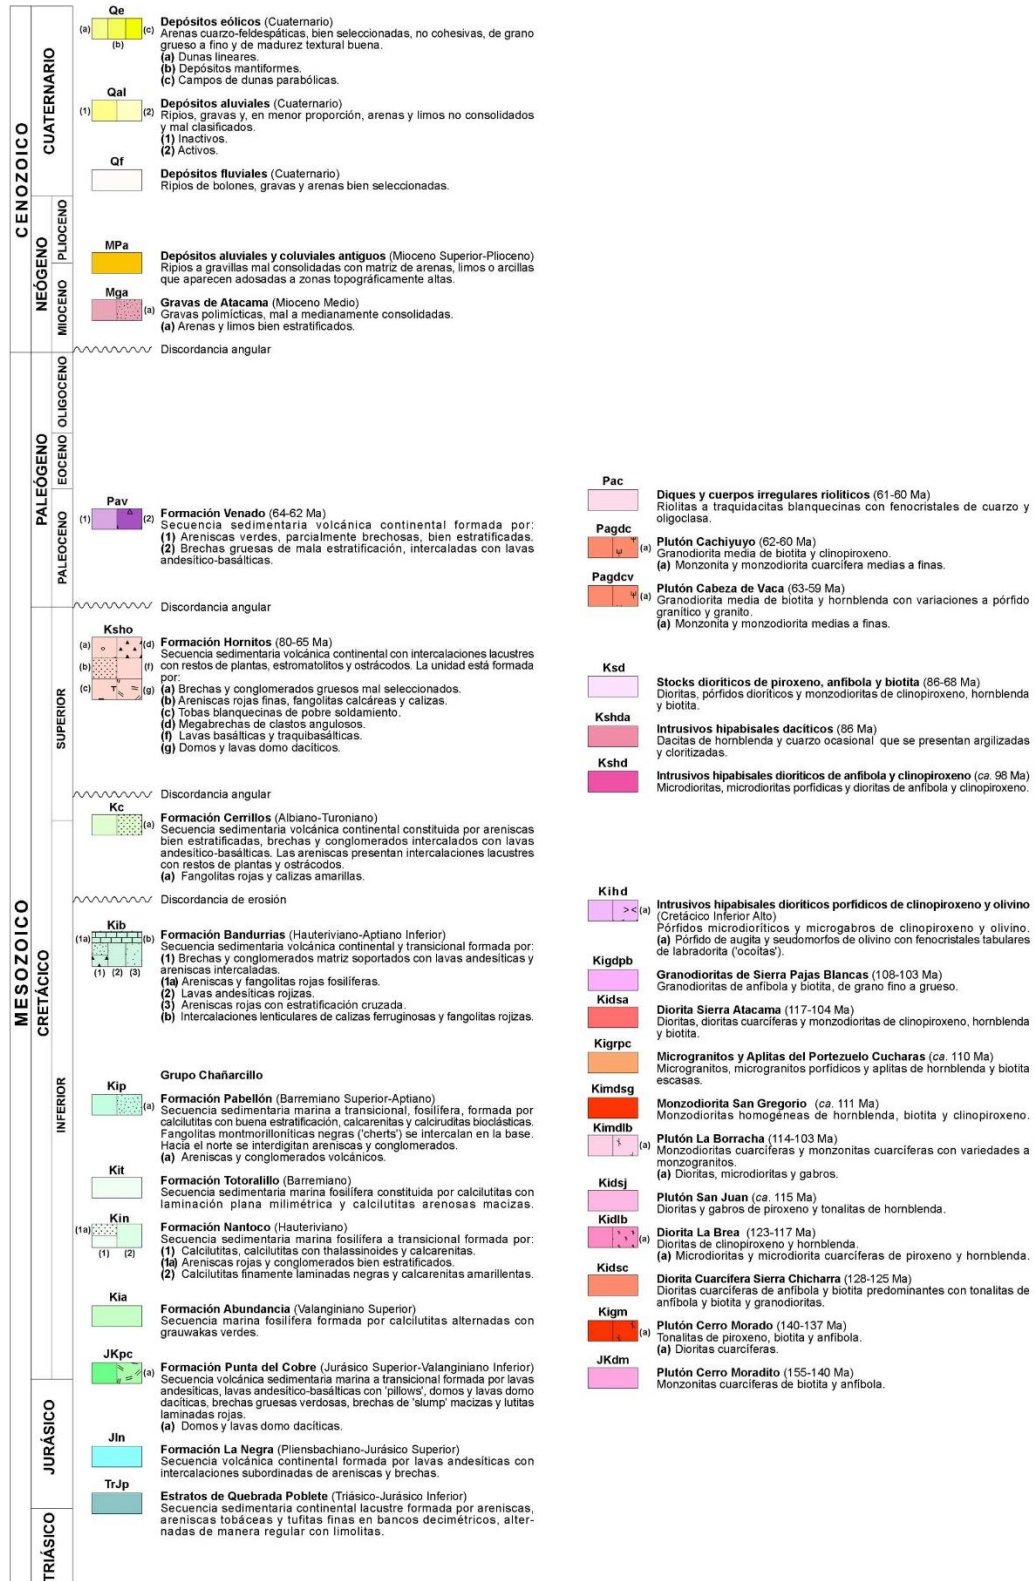 CENOZOICO
CUATERNARIO
NEÓGENO
PLIOCENO
MIOCENO
PALEÓGENO
OLIGOCENO
EOCENO
PALEOCENO
MESOZOICO
CRETÁCICO
SUPERIOR
INFERIOR
JURÁSICO
TRIÁSICO
Qe
(a) (c)
(b)
Depósitos eólicos (Cuaternario)
Arenas cuarzo-feldespáticas, bien seleccionadas, no cohesivas, de grano
grueso a fino y de madurez textural buena.
(a) Dunas lineares.
(b) Depósitos mantiformes.
(c) Campos de dunas parabólicas.
Qal
(1) (2)
Depósitos aluviales (Cuaternario)
Ripios, gravas y, en menor proporción, arenas y limos no consolidados
y mal clasificados.
(1) Inactivos.
(2) Activos.
Qf
Depósitos fluviales (Cuaternario)
Ripios de bolones, gravas y arenas bien seleccionadas.
MPa
Depósitos aluviales y coluviales antiguos (Mioceno Superior-Plioceno)
Ripios a gravillas mal consolidadas con matriz de arenas, limos o arcillas
que aparecen adosadas a zonas topográficamente altas.
Mga
(a)
Gravas de Atacama (Mioceno Medio)
Gravas polimícticas, mal a medianamente consolidadas.
(a) Arenas y limos bien estratificados.
Discordancia angular
Pav
(1) (2)
Formación Venado (64-62 Ma)
Secuencia sedimentaria volcánica continental formada por:
(1) Areniscas verdes, parcialmente brechosas, bien estratificadas.
(2) Brechas gruesas de mala estratificación, intercaladas con lavas
andesítico-basálticas.
Discordancia angular
Ksho
(a) (d)
(b) (f)
(c) (g)
Formación Hornitos (80-65 Ma)
Secuencia sedimentaria volcánica continental con intercalaciones lacustres
con restos de plantas, estromatolitos y ostrácodos. La unidad está formada
por:
(a) Brechas y conglomerados gruesos mal seleccionados.
(b) Areniscas rojas finas, fangolitas calcáreas y calizas.
(c) Tobas blanquecinas de pobre soldamiento.
(d) Megabrechas de clastos angulosos.
(f) Lavas basálticas y traquibasálticas.
(g) Domos y lavas domo dacíticos.
Discordancia angular
Kc
(a)
Formación Cerrillos (Albiano-Turoniano)
Secuencia sedimentaria volcánica continental constituida por areniscas
bien estratificadas, brechas y conglomerados intercalados con lavas
andesítico-basálticas. Las areniscas presentan intercalaciones lacustres
con restos de plantas y ostrácodos.
(a) Fangolitas rojas y calizas amarillas.
Discordancia de erosión
Kib
(1a) (b)
(1) (2) (3)
Formación Bandurrias (Hauteriviano-Aptiano Inferior)
Secuencia sedimentaria volcánica continental y transicional formada por:
(1) Brechas y conglomerados matriz soportados con lavas andesíticas y
areniscas intercaladas.
(1a) Areniscas y fangolitas rojas fosilíferas.
(2) Lavas andesíticas rojizas.
(3) Areniscas rojas con estratificación cruzada.
(b) Intercalaciones lenticulares de calizas ferruginosas y fangolitas rojizas.
Grupo Chañarcillo
Kip
(a)
Formación Pabellón (Barremiano Superior-Aptiano)
Secuencia sedimentaria marina a transicional, fosilífera, formada por
calcilutitas con buena estratificación, calcarenitas y calciruditas bioclásticas.
Fangolitas montmorilloníticas negras ('cherts') se intercalan en la base.
Hacia el norte se interdigitan areniscas y conglomerados.
(a) Areniscas y conglomerados volcánicos.
Kit
Formación Totoralillo (Barremiano)
Secuencia sedimentaria marina fosilífera constituida por calcilutitas con
laminación plana milimétrica y calcilutitas arenosas macizas.
Kin
(1a)
(1) (2)
Formación Nantoco (Hauteriviano)
Secuencia sedimentaria marina fosilífera a transicional formada por:
(1) Calcilutitas, calcilutitas con thalassinoides y calcarenitas.
(1a) Areniscas rojas y conglomerados bien estratificados.
(2) Calcilutitas finamente laminadas negras y calcarenitas amarillentas.
Kia
Formación Abundancia (Valanginiano Superior)
Secuencia marina fosilífera formada por calcilutitas alternadas con
grauwakas verdes.
JKpc
(a)
Formación Punta del Cobre (Jurásico Superior-Valanginiano Inferior)
Secuencia volcánica sedimentaria marina a transicional formada por lavas
andesíticas, lavas andesítico-basálticas con 'pillows', domos y lavas domo
dacíticas, brechas gruesas verdosas, brechas de 'slump' macizas y lutitas
laminadas rojas.
(a) Domos y lavas domo dacíticas.
Jln
Formación La Negra (Pliensbachiano-Jurásico Superior)
Secuencia volcánica continental formada por lavas andesíticas con
intercalaciones subordinadas de areniscas y brechas.
TrJp
Estratos de Quebrada Poblete (Triásico-Jurásico Inferior)
Secuencia sedimentaria continental lacustre formada por areniscas,
areniscas tobáceas y tufitas finas en bancos decimétricos, alter-
nadas de manera regular con limolitas.
Pac
Diques y cuerpos irregulares riolíticos (61-60 Ma)
Riolitas a traquidacitas blanquecinas con fenocristales de cuarzo y
oligoclasa.
Pagdc
(a)
Plutón Cachiyuyo (62-60 Ma)
Granodiorita media de biotita y clinopiroxeno.
(a) Monzonita y monzodiorita cuarcífera medias a finas.
Pagdcv
(a)
Plutón Cabeza de Vaca (63-59 Ma)
Granodiorita media de biotita y hornblenda con variaciones a pórfido
granítico y granito.
(a) Monzonita y monzodiorita medias a finas.
Ksd
Stocks dioríticos de piroxeno, anfíbola y biotita (86-68 Ma)
Dioritas, pórfidos dioríticos y monzodioritas de clinopiroxeno, hornblenda
y biotita.
Kshda
Intrusivos hipabisales dacíticos (86 Ma)
Dacitas de hornblenda y cuarzo ocasional que se presentan argilizadas
y cloritizadas.
Kshd
Intrusivos hipabisales dioríticos de anfíbola y clinopiroxeno (ca. 98 Ma)
Microdioritas, microdioritas porfídicas y dioritas de anfíbola y clinopiroxeno.
Kihd
(a)
Intrusivos hipabisales dioríticos porfídicos de clinopiroxeno y olivino
(Cretácico Inferior Alto)
Pórfidos microdioríticos y microgabros de clinopiroxeno y olivino.
(a) Pórfido de augita y seudomorfos de olivino con fenocristales tabulares
de labradorita ('ocoítas').
Kigdpb
Granodioritas de Sierra Pajas Blancas (108-103 Ma)
Granodioritas de anfíbola y biotita, de grano fino a grueso.
Kidsa
Diorita Sierra Atacama (117-104 Ma)
Dioritas, dioritas cuarcíferas y monzodioritas de clinopiroxeno, hornblenda
y biotita.
Kigrpc
Microgranitos y Aplitas del Portezuelo Cucharas (ca. 110 Ma)
Microgranitos, microgranitos porfídicos y aplitas de hornblenda y biotita
escasas.
Kimdsg
Monzodiorita San Gregorio (ca. 111 Ma)
Monzodioritas homogéneas de hornblenda, biotita y clinopiroxeno.
Kimdlb
(a)
Plutón La Borracha (114-103 Ma)
Monzodioritas cuarcíferas y monzonitas cuarcíferas con variedades a
monzogranitos.
(a) Dioritas, microdioritas y gabros.
Kidsj
Plutón San Juan (ca. 115 Ma)
Dioritas y gabros de piroxeno y tonalitas de hornblenda.
Kidlb
(a)
Diorita La Brea (123-117 Ma)
Dioritas de clinopiroxeno y hornblenda.
(a) Microdioritas y microdiorita cuarcíferas de piroxeno y hornblenda.
Kidsc
Diorita Cuarcífera Sierra Chicharra (128-125 Ma)
Dioritas cuarcíferas de anfíbola y biotita predominantes con tonalitas de
anfíbola y biotita y granodioritas.
Kigm
(a)
Plutón Cerro Morado (140-137 Ma)
Tonalitas de piroxeno, biotita y anfíbola.
(a) Dioritas cuarcíferas.
JKdm
Plutón Cerro Moradito (155-140 Ma)
Monzonitas cuarcíferas de biotita y anfíbola.